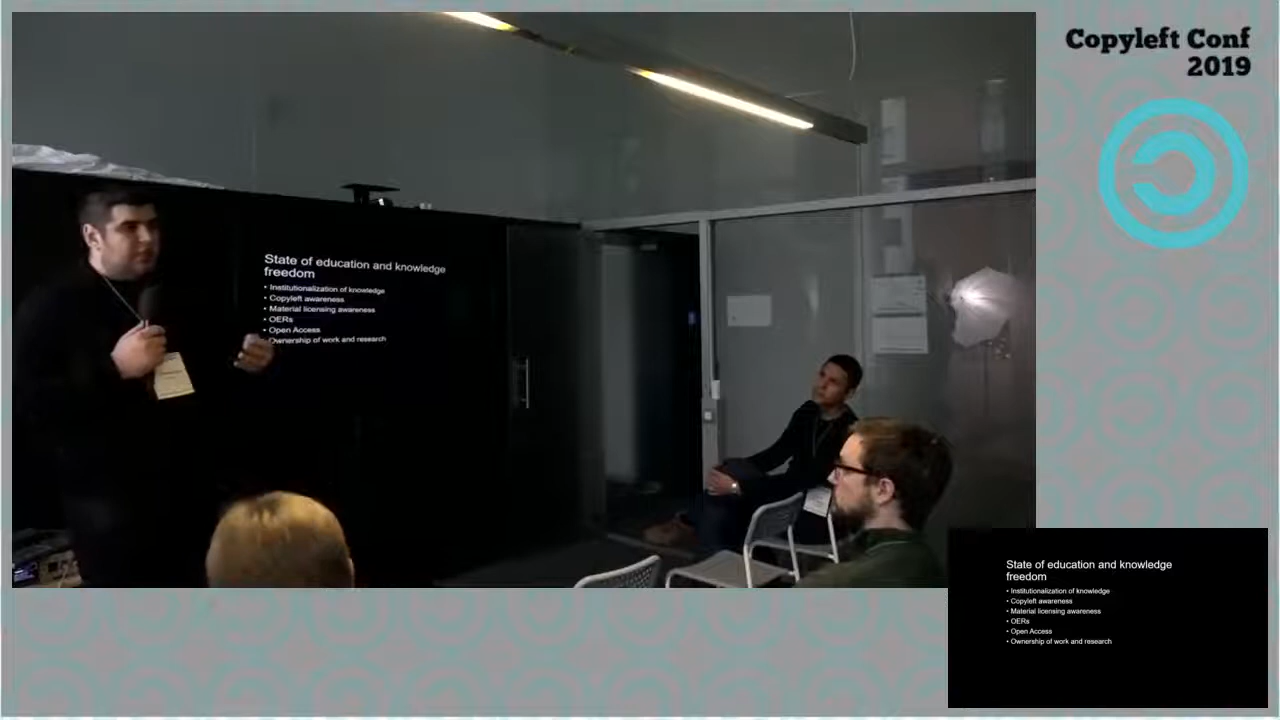 Copyleft Conf
2019
State of education and knowledge
freedom
• Institutionalization of knowledge
• Copyleft awareness
• Material licensing awareness
• OERs
• Open Access
• Ownership of work and research
State of education and knowledge
freedom
• Institutionalization of knowledge
• Copyleft awareness
• Material licensing awareness
• OERs
• Open Access
• Ownership of work and research